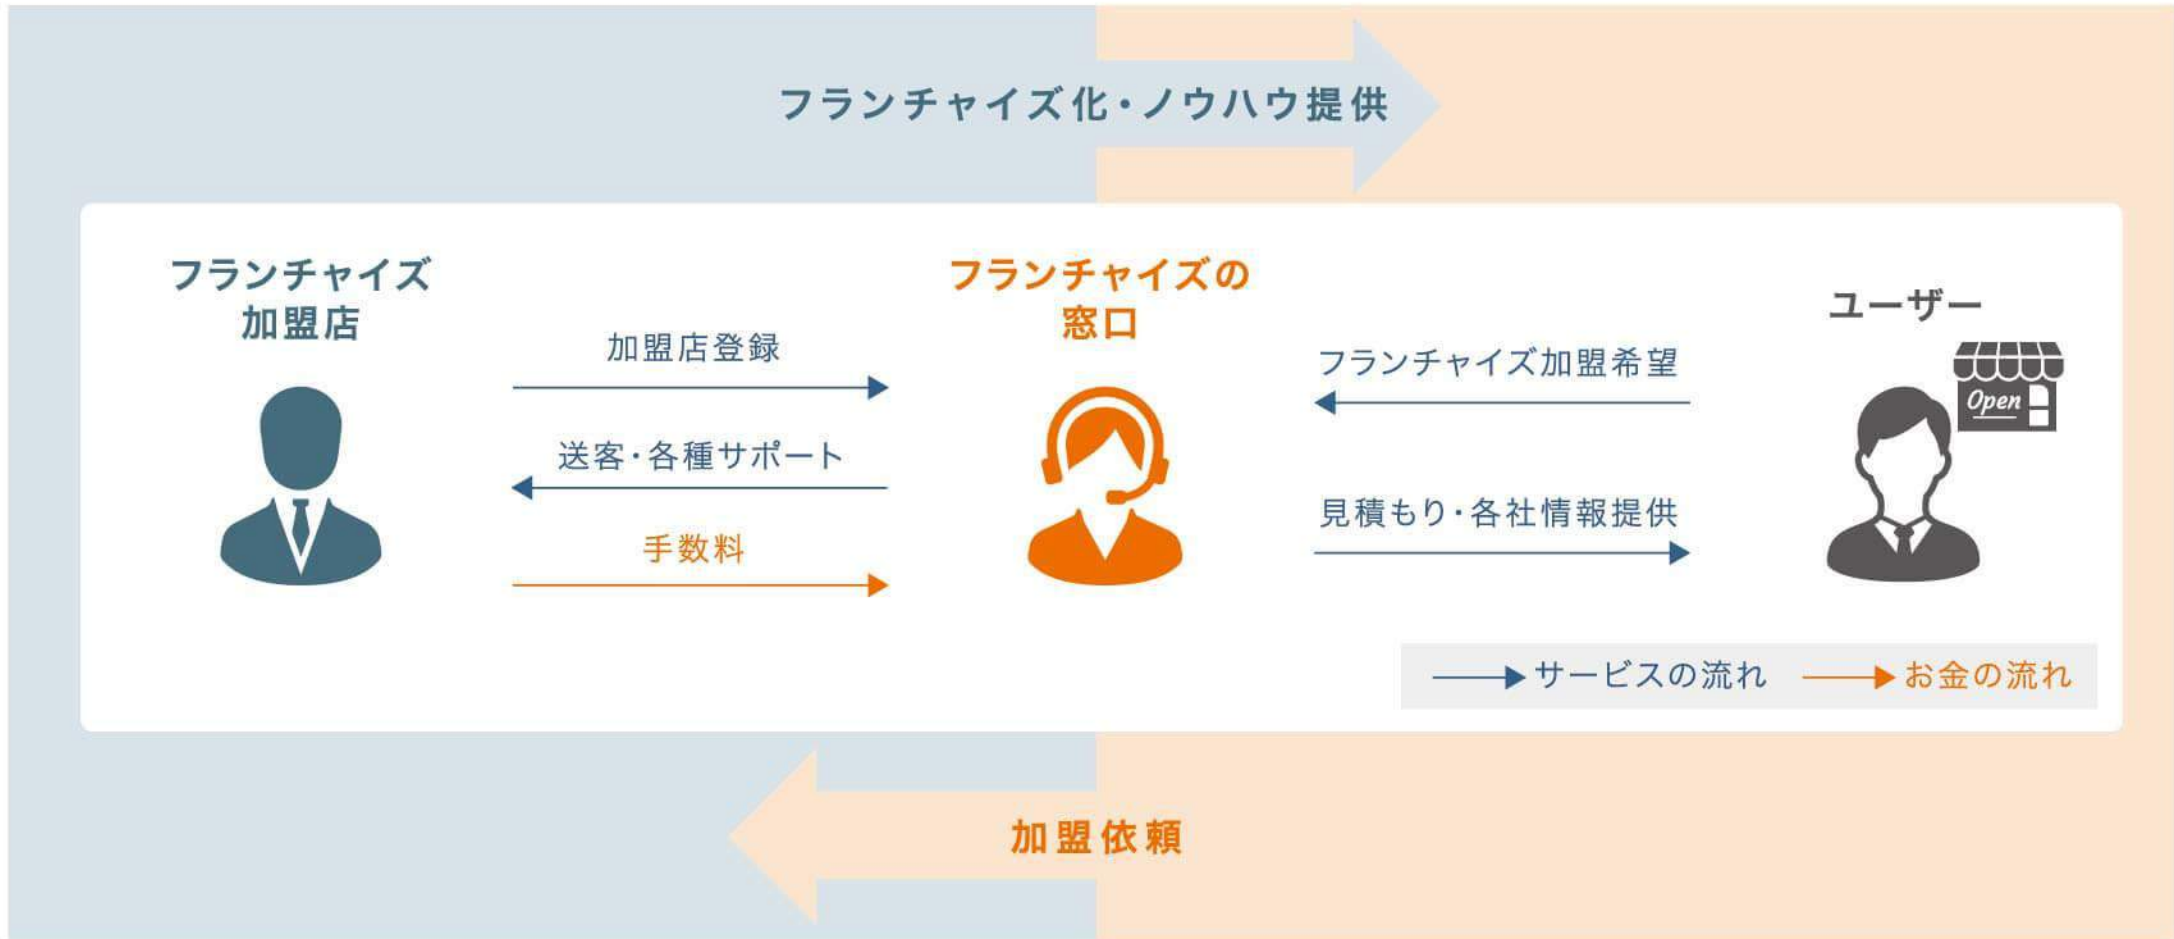 フランチャイズ化・ノウハウ提供
フランチャイズ
加盟店
フランチャイズの
窓口
ユーザー
加盟店登録
送客・各種サポート
手数料
フランチャイズ加盟希望
見積もり・各社情報提供
Open
サービスの流れ
お金の流れ
加盟依頼